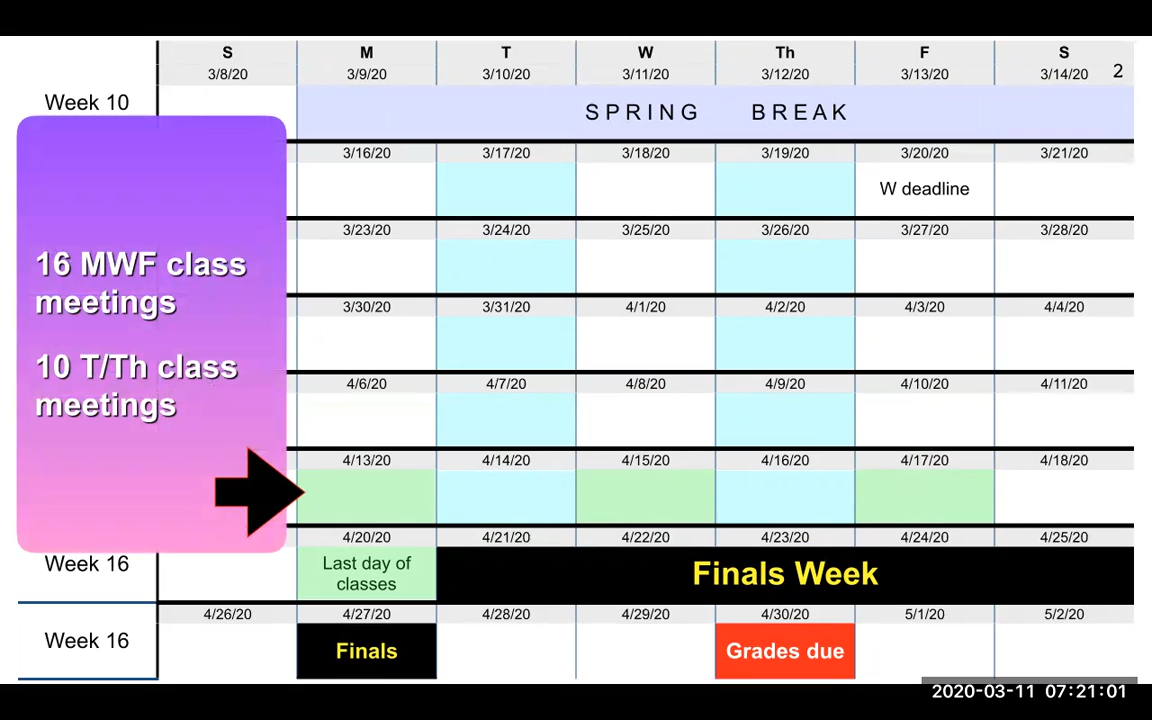 S M T W Th F S
3/8/20 3/9/20 3/10/20 3/11/20 3/12/20 3/13/20 3/14/20 2
Week 10 SPRING BREAK
3/16/20 3/17/20 3/18/20 3/19/20 3/20/20 3/21/20
W deadline
3/23/20 3/24/20 3/25/20 3/26/20 3/27/20 3/28/20
16 MWF class
meetings
3/30/20 3/31/20 4/1/20 4/2/20 4/3/20 4/4/20
10 T/Th class
meetings
4/6/20 4/7/20 4/8/20 4/9/20 4/10/20 4/11/20
4/13/20 4/14/20 4/15/20 4/16/20 4/17/20 4/18/20
4/20/20 4/21/20 4/22/20 4/23/20 4/24/20 4/25/20
Week 16 Last day of
classes
Finals Week
4/26/20 4/27/20 4/28/20 4/29/20 4/30/20 5/1/20 5/2/20
Week 16 Finals Grades due
2020-03-11 07:21:01